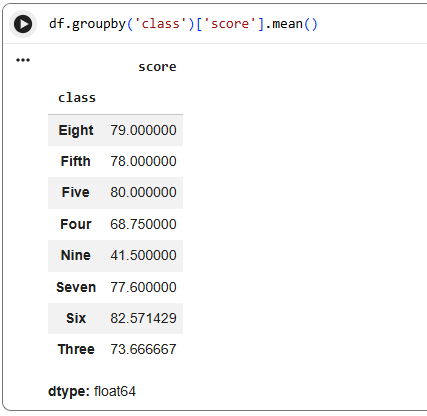 df.groupby('class')['score'].mean()
score
class
Eight 79.000000
Fifth 78.000000
Five 80.000000
Four 68.750000
Nine 41.500000
Seven 77.600000
Six 82.571429
Three 73.666667
dtype: float64